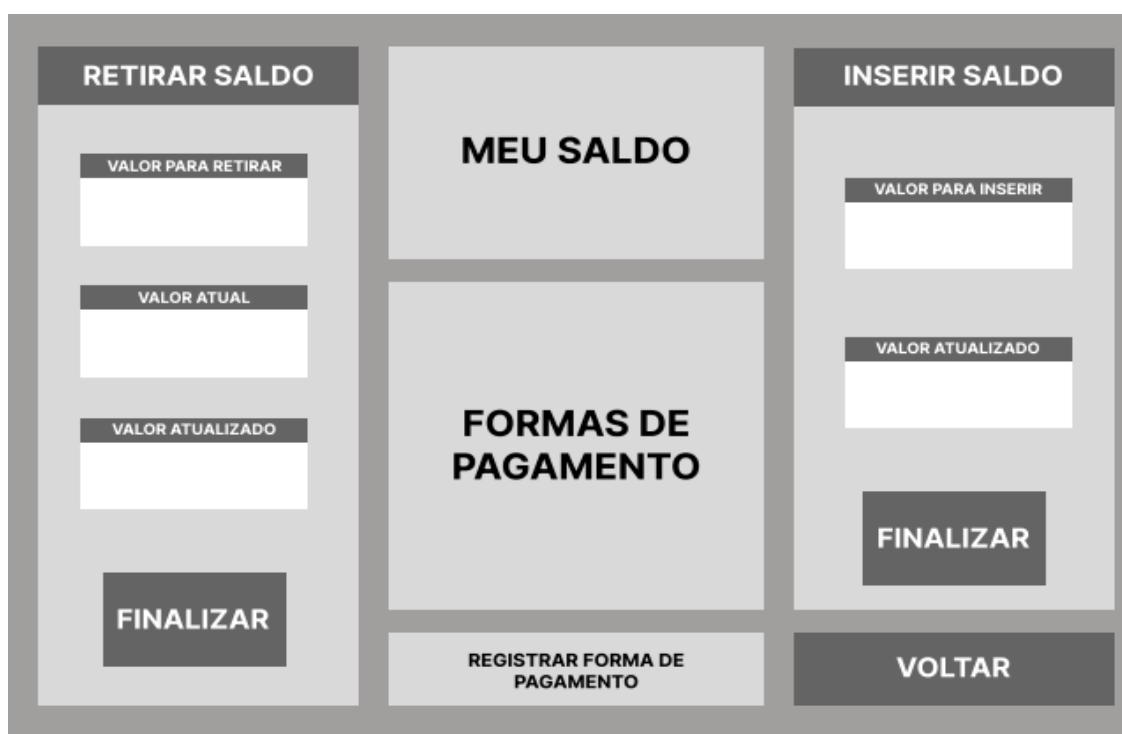 RETIRAR SALDO
VALOR PARA RETIRAR
VALOR ATUAL
VALOR ATUALIZADO
FINALIZAR
MEU SALDO
FORMAS DE
PAGAMENTO
REGISTRAR FORMA DE
PAGAMENTO
INSERIR SALDO
VALOR PARA INSERIR
VALOR ATUALIZADO
FINALIZAR
VOLTAR